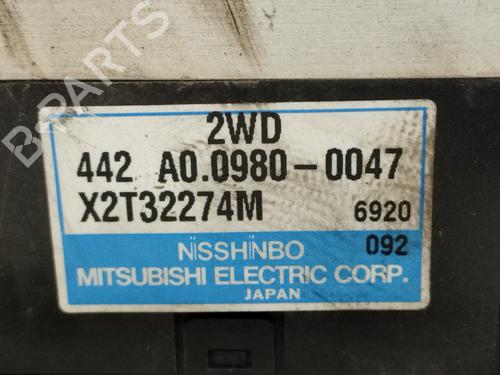 B-PARTS
2WD
442 A0.0980-0047
X2T32274M 6920
NiSSHiNBO 092
MITSUBISHI ELECTRIC CORP.
JAPAN